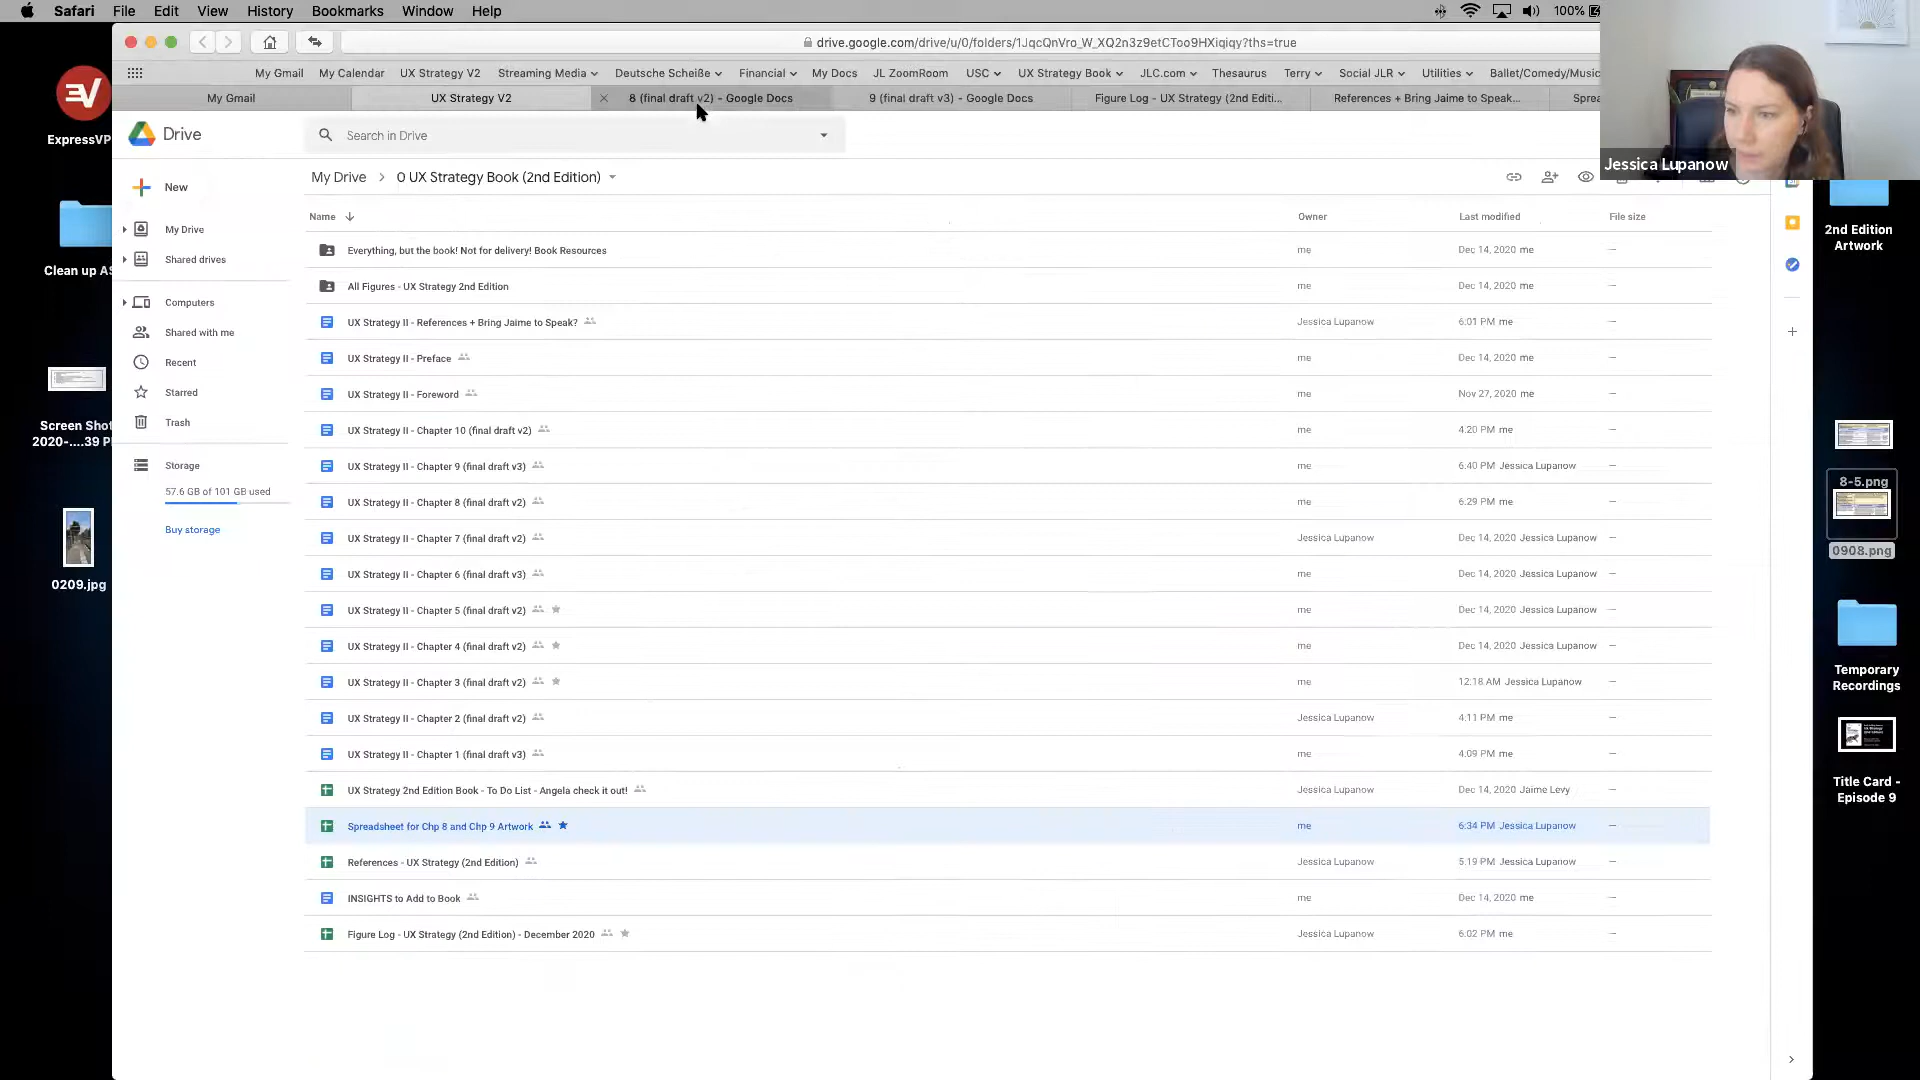 Safari File Edit View History Bookmarks Window Help 100%
drive.google.com/drive/u/0/folders/1JqcQnVro_W_XQ2n3z9etCToo9HXiqiqy?ths=true
My Gmail My Calendar UX Strategy V2 Streaming Media Deutsche Scheiße Financial My Docs JL ZoomRoom USC UX Strategy Book JLC.com Thesaurus Terry Social JLR Utilities Ballet/Comedy/Music
My Gmail UX Strategy V2 8 (final draft v2) - Google Docs 9 (final draft v3) - Google Docs Figure Log - UX Strategy (2nd Editi... References + Bring Jaime to Speak... Sprea
Drive Search in Drive
Jessica Lupanow
My Drive > 0 UX Strategy Book (2nd Edition)
Name Owner Last modified File size
Everything, but the book! Not for delivery! Book Resources me Dec 14, 2020 me —
All Figures - UX Strategy 2nd Edition me Dec 14, 2020 me —
UX Strategy II - References + Bring Jaime to Speak? Jessica Lupanow 6:01 PM me —
UX Strategy II - Preface me Dec 14, 2020 me —
UX Strategy II - Foreword me Nov 27, 2020 me —
UX Strategy II - Chapter 10 (final draft v2) me 4:20 PM me —
UX Strategy II - Chapter 9 (final draft v3) me 6:40 PM Jessica Lupanow —
UX Strategy II - Chapter 8 (final draft v2) me 6:29 PM me —
UX Strategy II - Chapter 7 (final draft v2) Jessica Lupanow Dec 14, 2020 Jessica Lupanow —
UX Strategy II - Chapter 6 (final draft v3) me Dec 14, 2020 Jessica Lupanow —
UX Strategy II - Chapter 5 (final draft v2) me Dec 14, 2020 Jessica Lupanow —
UX Strategy II - Chapter 4 (final draft v2) me Dec 14, 2020 Jessica Lupanow —
UX Strategy II - Chapter 3 (final draft v2) me 12:18 AM Jessica Lupanow —
UX Strategy II - Chapter 2 (final draft v2) Jessica Lupanow 4:11 PM me —
UX Strategy II - Chapter 1 (final draft v3) me 4:09 PM me —
UX Strategy 2nd Edition Book - To Do List - Angela check it out! Jessica Lupanow Dec 14, 2020 Jaime Levy —
Spreadsheet for Chp 8 and Chp 9 Artwork me 6:34 PM Jessica Lupanow —
References - UX Strategy (2nd Edition) Jessica Lupanow 5:19 PM Jessica Lupanow —
INSIGHTS to Add to Book me Dec 14, 2020 me —
Figure Log - UX Strategy (2nd Edition) - December 2020 Jessica Lupanow 6:02 PM me —
New
My Drive
Shared drives
Computers
Shared with me
Recent
Starred
Trash
Storage
57.6 GB of 101 GB used
Buy storage
ExpressVP
Clean up AS
Screen Shot
2020-....39 P
0209.jpg
2nd Edition
Artwork
8-5.png
0908.png
Temporary
Recordings
Title Card -
Episode 9